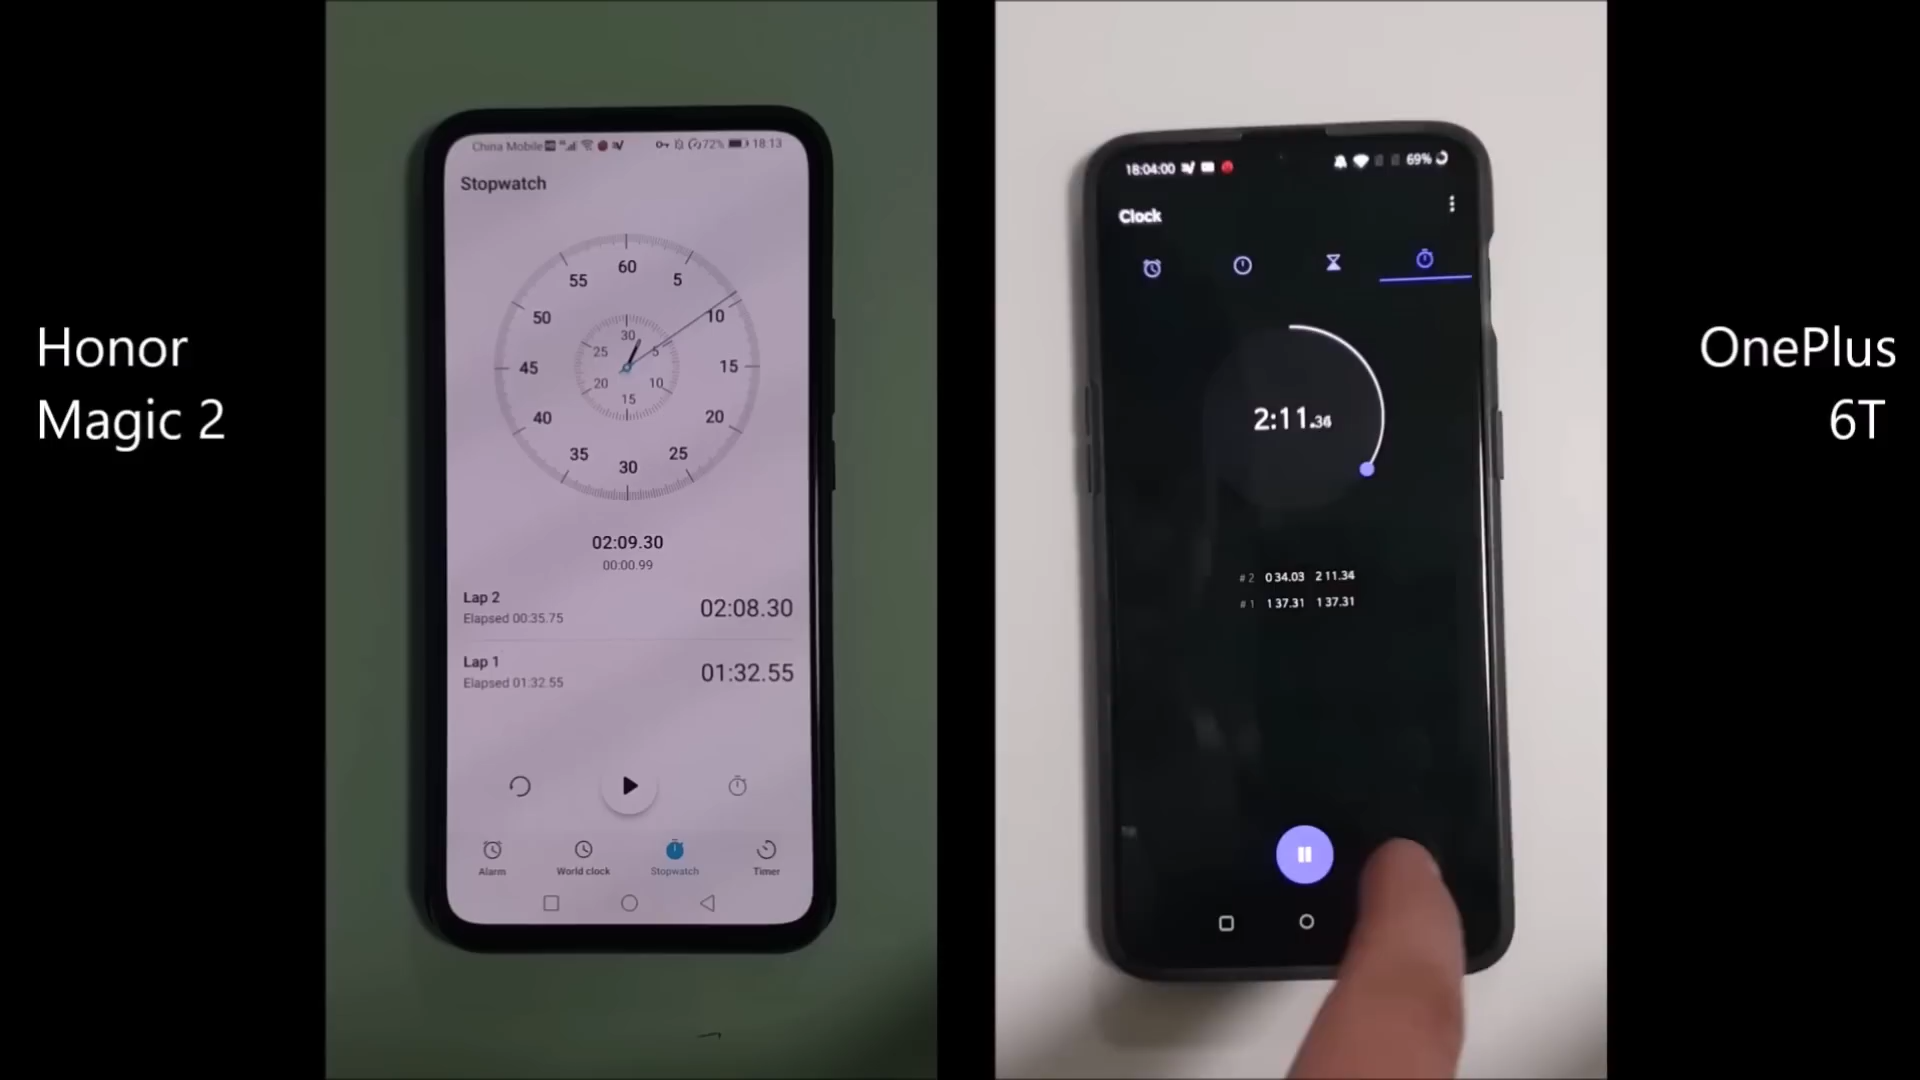 Honor
Magic 2
China Mobile 72% 18:13
Stopwatch
60
55 5
50 10
45 15
40 20
35 25
30
30
25 5
20 10
15
02:09.30
00:00.99
Lap 2 02:08.30
Elapsed 00:35.75
Lap 1 01:32.55
Elapsed 01:32.55
Alarm World clock Stopwatch Timer
18:04:00 69%
Clock
2:11.34
# 2 0 34.03 2 11.34
# 1 1 37.31 1 37.31
OnePlus
6T